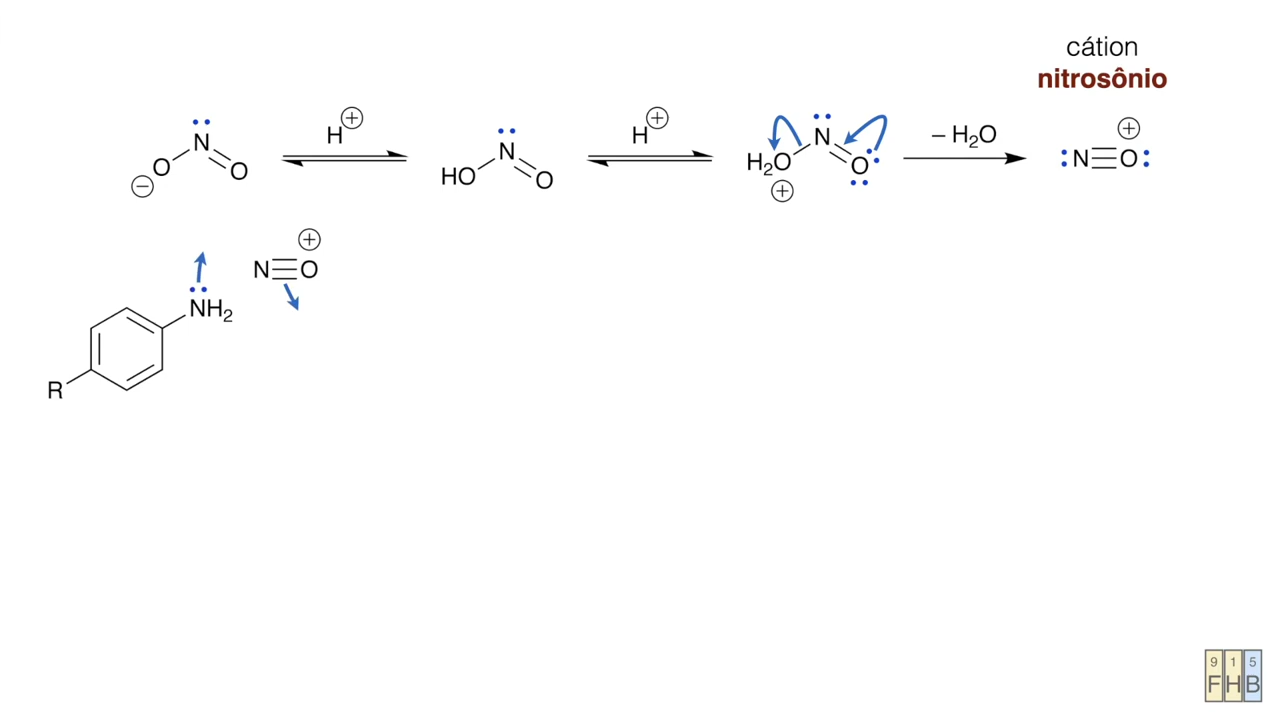 cátion
nitrosônio
⊖ O N O
H ⊕
HO N O
H ⊕
H₂O ⊕ N O
– H₂O
:N≡O: ⊕
N≡O ⊕
NH₂
R
9 1 5
F H B